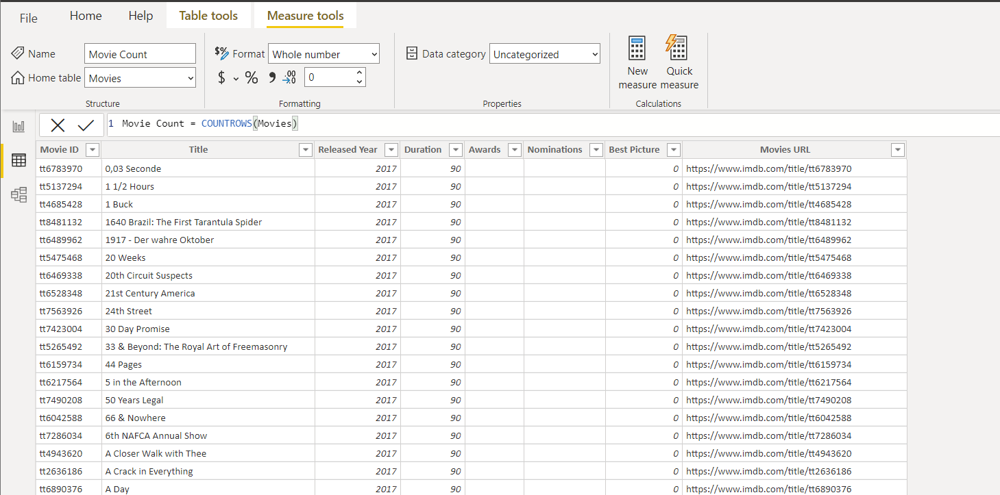 File Home Help Table tools Measure tools
Name Movie Count $% Format Whole number Data category Uncategorized New measure Quick measure
Home table Movies $ % 9 .00 →.0 0
Structure Formatting Properties Calculations
1 Movie Count = COUNTROWS(Movies)
Movie ID Title Released Year Duration Awards Nominations Best Picture Movies URL
tt6783970 0,03 Seconde 2017 90 0 https://www.imdb.com/title/tt6783970
tt5137294 1 1/2 Hours 2017 90 0 https://www.imdb.com/title/tt5137294
tt4685428 1 Buck 2017 90 0 https://www.imdb.com/title/tt4685428
tt8481132 1640 Brazil: The First Tarantula Spider 2017 90 0 https://www.imdb.com/title/tt8481132
tt6489962 1917 - Der wahre Oktober 2017 90 0 https://www.imdb.com/title/tt6489962
tt5475468 20 Weeks 2017 90 0 https://www.imdb.com/title/tt5475468
tt6469338 20th Circuit Suspects 2017 90 0 https://www.imdb.com/title/tt6469338
tt6528348 21st Century America 2017 90 0 https://www.imdb.com/title/tt6528348
tt7563926 24th Street 2017 90 0 https://www.imdb.com/title/tt7563926
tt7423004 30 Day Promise 2017 90 0 https://www.imdb.com/title/tt7423004
tt5265492 33 & Beyond: The Royal Art of Freemasonry 2017 90 0 https://www.imdb.com/title/tt5265492
tt6159734 44 Pages 2017 90 0 https://www.imdb.com/title/tt6159734
tt6217564 5 in the Afternoon 2017 90 0 https://www.imdb.com/title/tt6217564
tt7490208 50 Years Legal 2017 90 0 https://www.imdb.com/title/tt7490208
tt6042588 66 & Nowhere 2017 90 0 https://www.imdb.com/title/tt6042588
tt7286034 6th NAFCA Annual Show 2017 90 0 https://www.imdb.com/title/tt7286034
tt4943620 A Closer Walk with Thee 2017 90 0 https://www.imdb.com/title/tt4943620
tt2636186 A Crack in Everything 2017 90 0 https://www.imdb.com/title/tt2636186
tt6890376 A Day 2017 90 0 https://www.imdb.com/title/tt6890376